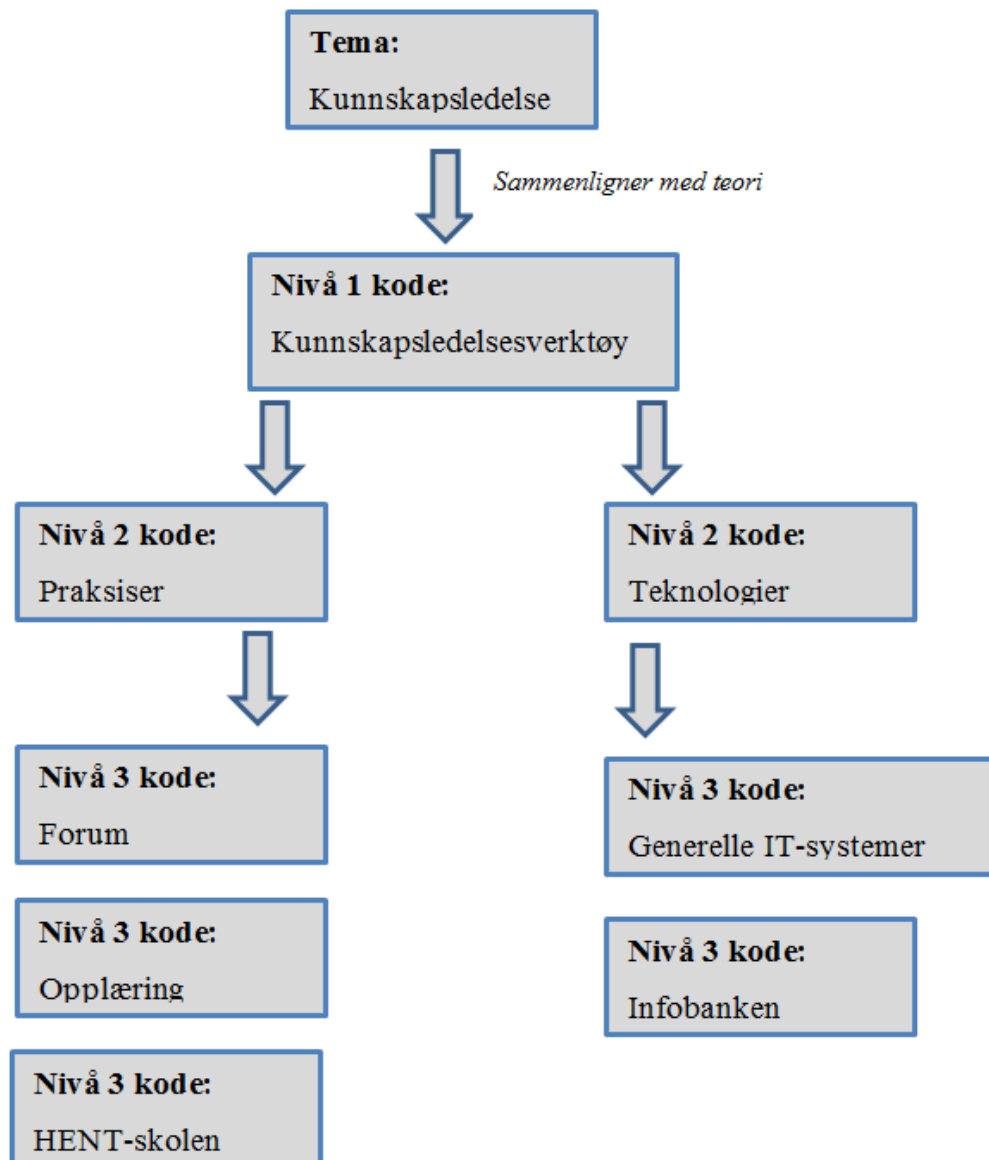 Tema:
Kunnskapsledelse
Sammenligner med teori
Nivå 1 kode:
Kunnskapsledelsesverktøy
Nivå 2 kode:
Praksiser
Nivå 2 kode:
Teknologier
Nivå 3 kode:
Forum
Nivå 3 kode:
Generelle IT-systemer
Nivå 3 kode:
Opplæring
Nivå 3 kode:
Infobanken
Nivå 3 kode:
HENT-skolen